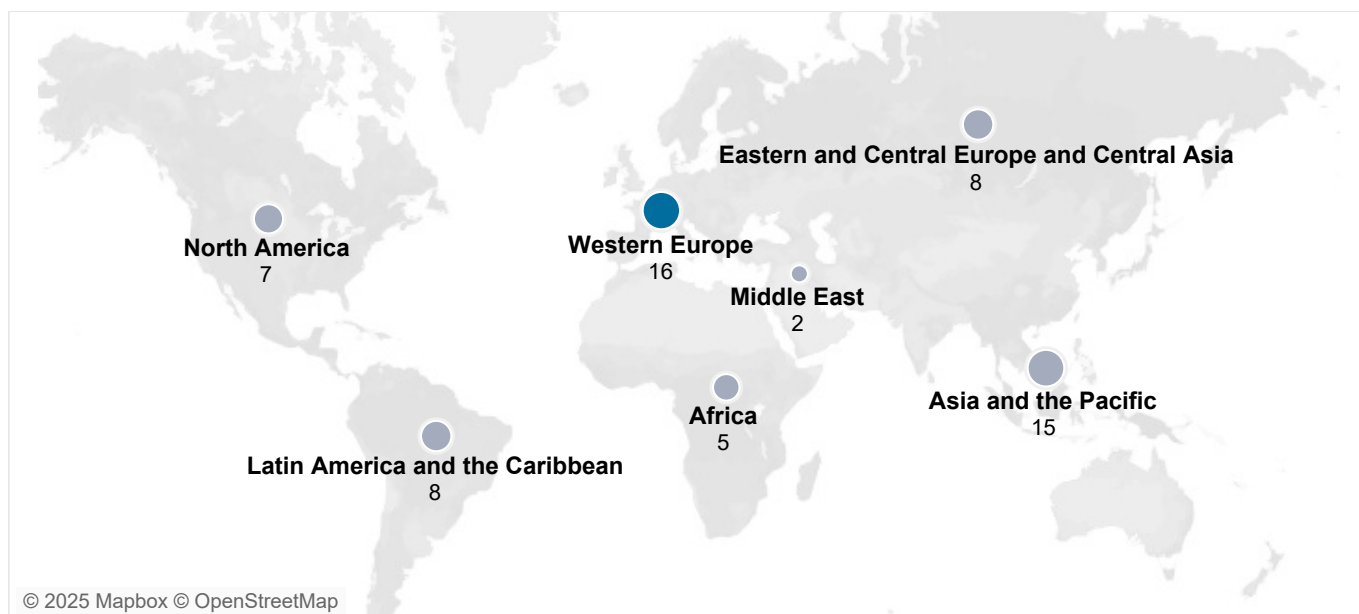 Eastern and Central Europe and Central Asia
8
North America
7
Western Europe
16
Middle East
2
Asia and the Pacific
15
Africa
5
Latin America and the Caribbean
8
© 2025 Mapbox © OpenStreetMap